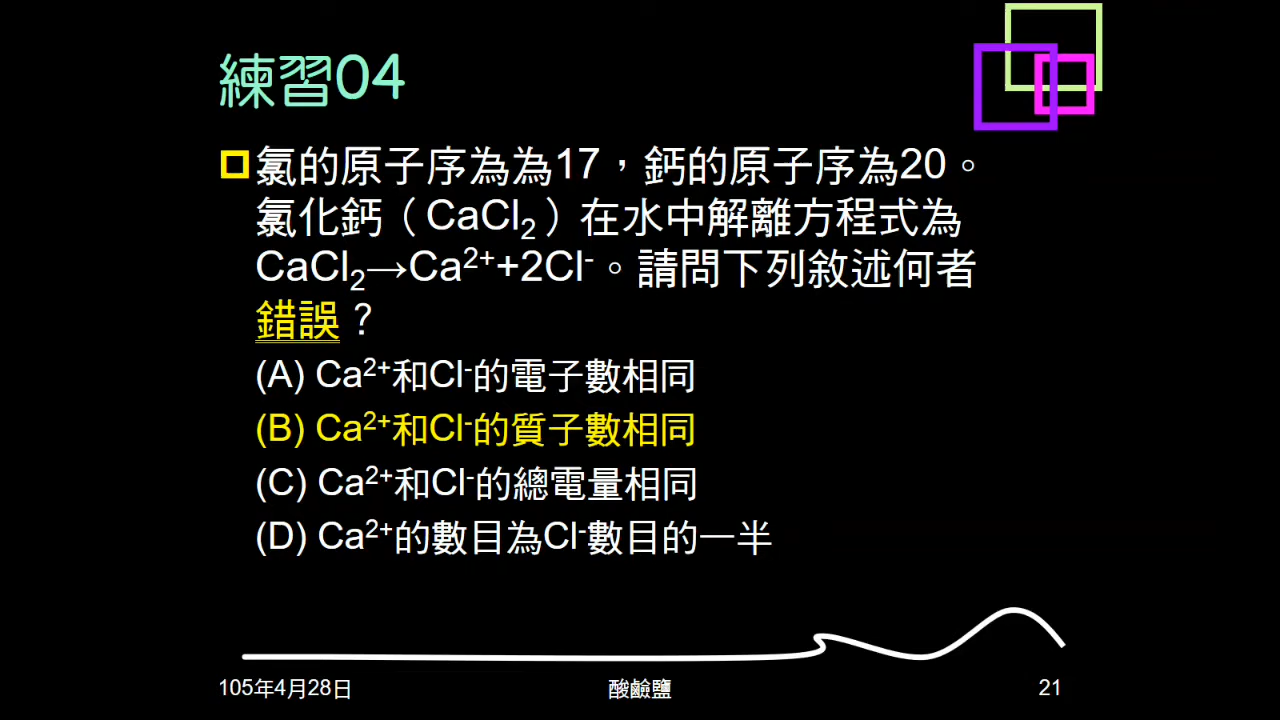 練習04
氯的原子序為為17，鈣的原子序為20。
氯化鈣（CaCl₂）在水中解離方程式為
CaCl₂→Ca²⁺+2Cl⁻。請問下列敘述何者
錯誤？
(A) Ca²⁺和Cl⁻的電子數相同
(B) Ca²⁺和Cl⁻的質子數相同
(C) Ca²⁺和Cl⁻的總電量相同
(D) Ca²⁺的數目為Cl⁻數目的一半
105年4月28日
酸鹼鹽
21